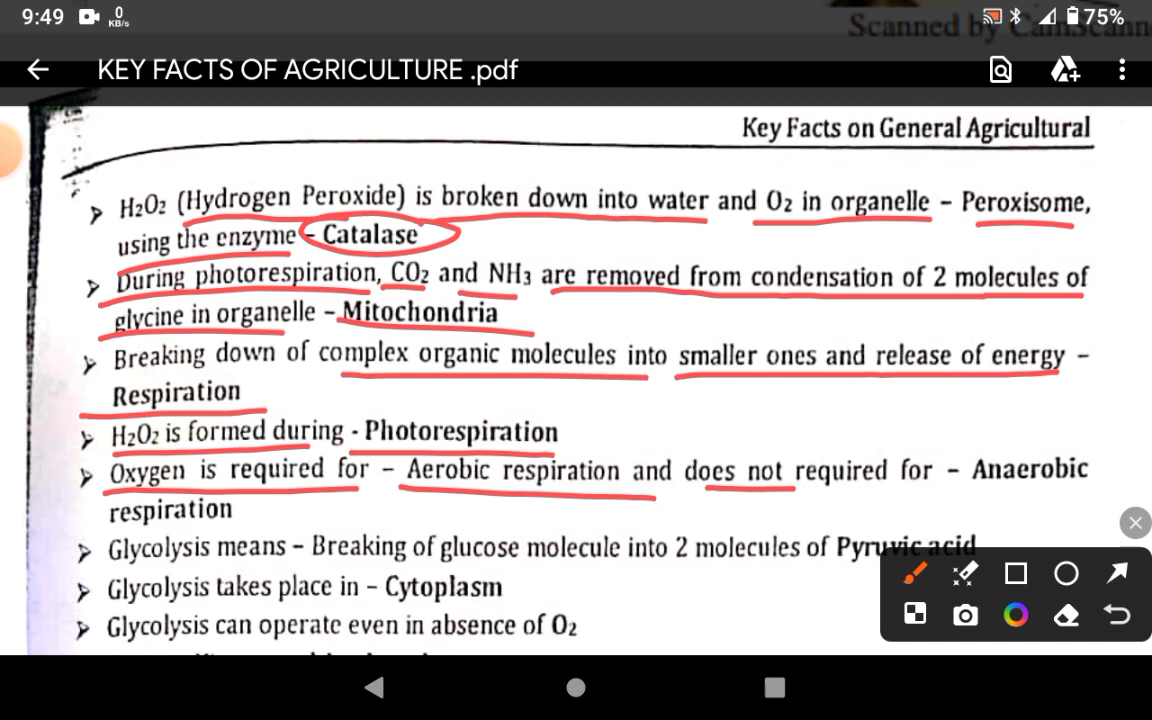 9:49 0 KB/s 75%
Scanned by CamScann
KEY FACTS OF AGRICULTURE .pdf
Key Facts on General Agricultural
➢ H₂O₂ (Hydrogen Peroxide) is broken down into water and O₂ in organelle – Peroxisome,
using the enzyme – Catalase
➢ During photorespiration, CO₂ and NH₃ are removed from condensation of 2 molecules of
glycine in organelle – Mitochondria
➢ Breaking down of complex organic molecules into smaller ones and release of energy –
Respiration
➢ H₂O₂ is formed during - Photorespiration
➢ Oxygen is required for – Aerobic respiration and does not required for – Anaerobic
respiration
➢ Glycolysis means – Breaking of glucose molecule into 2 molecules of Pyruvic acid
➢ Glycolysis takes place in – Cytoplasm
➢ Glycolysis can operate even in absence of O₂